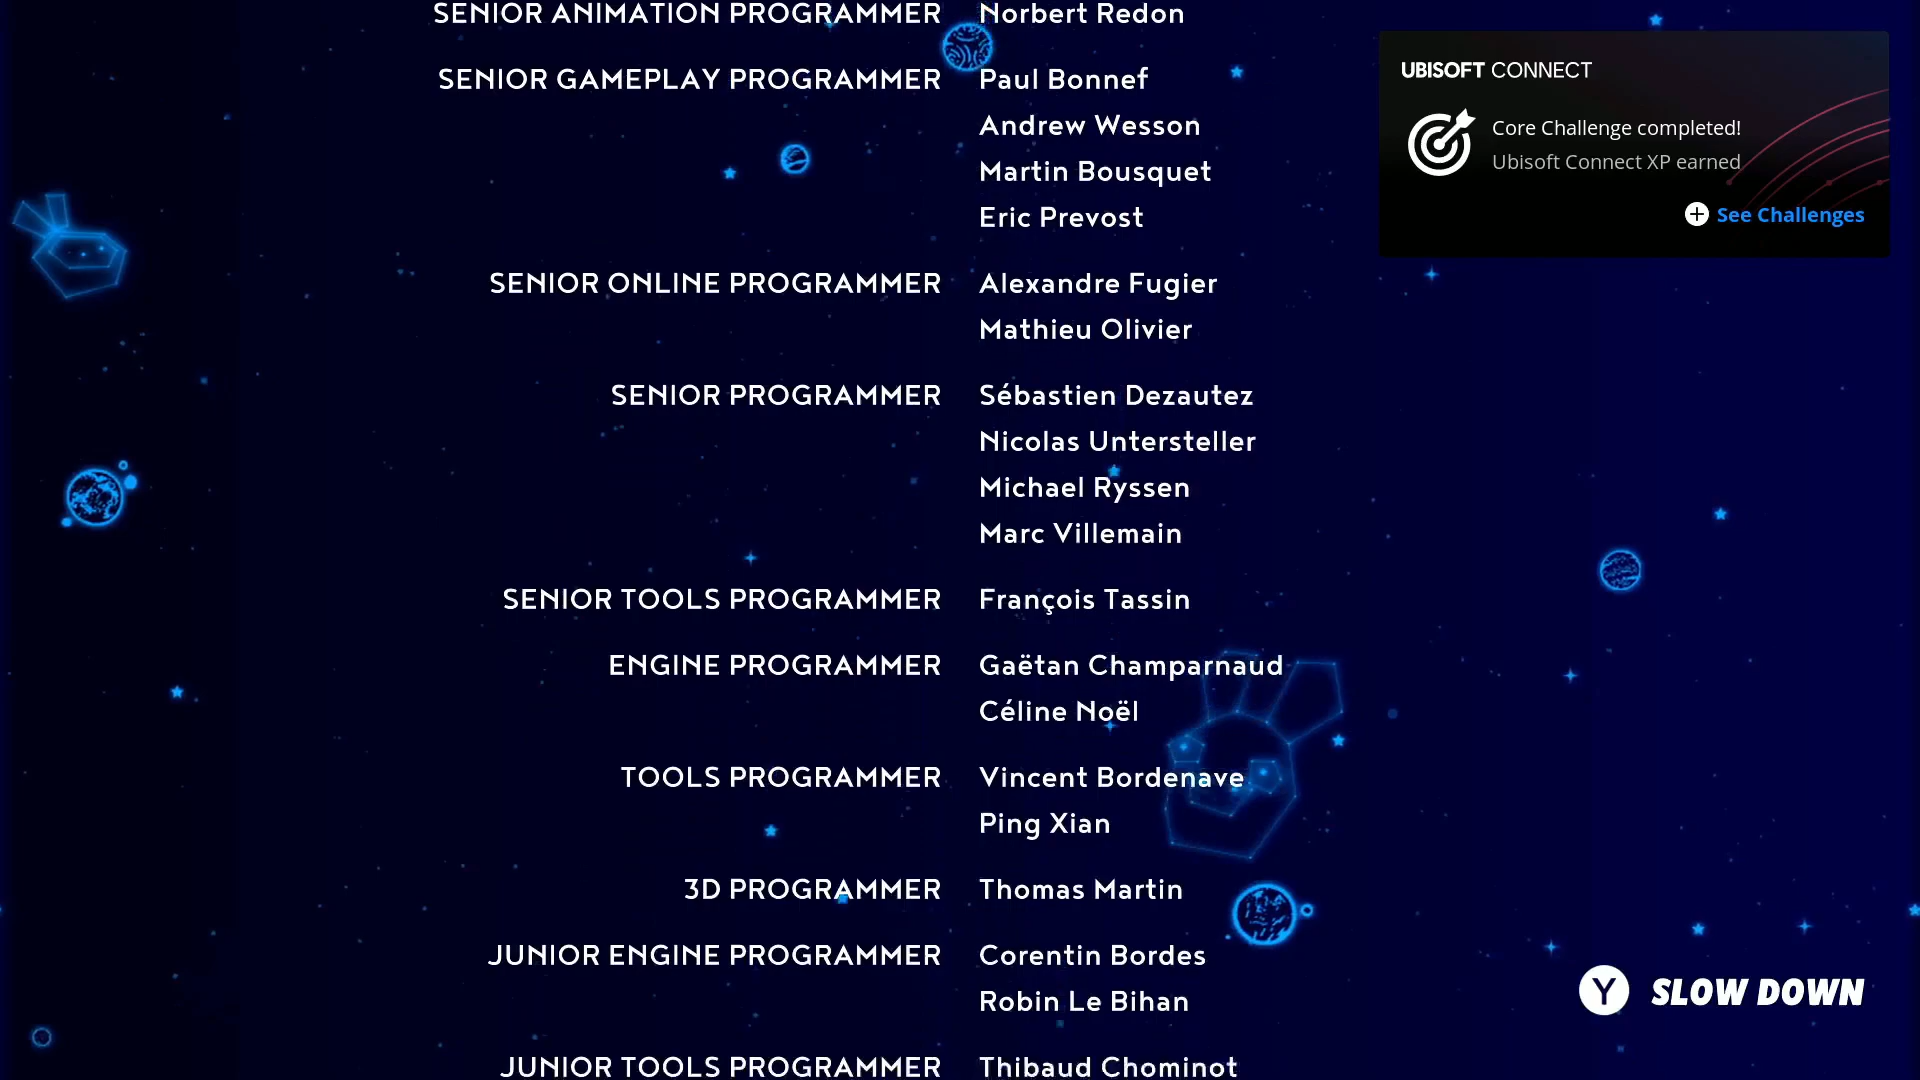 SENIOR ANIMATION PROGRAMMER Norbert Redon
SENIOR GAMEPLAY PROGRAMMER Paul Bonnef
Andrew Wesson
Martin Bousquet
Eric Prevost
SENIOR ONLINE PROGRAMMER Alexandre Fugier
Mathieu Olivier
SENIOR PROGRAMMER Sébastien Dezautez
Nicolas Untersteller
Michael Ryssen
Marc Villemain
SENIOR TOOLS PROGRAMMER François Tassin
ENGINE PROGRAMMER Gaëtan Champarnaud
Céline Noël
TOOLS PROGRAMMER Vincent Bordenave
Ping Xian
3D PROGRAMMER Thomas Martin
JUNIOR ENGINE PROGRAMMER Corentin Bordes
Robin Le Bihan
JUNIOR TOOLS PROGRAMMER Thibaud Chominot
UBISOFT CONNECT
Core Challenge completed!
Ubisoft Connect XP earned
See Challenges
Y SLOW DOWN